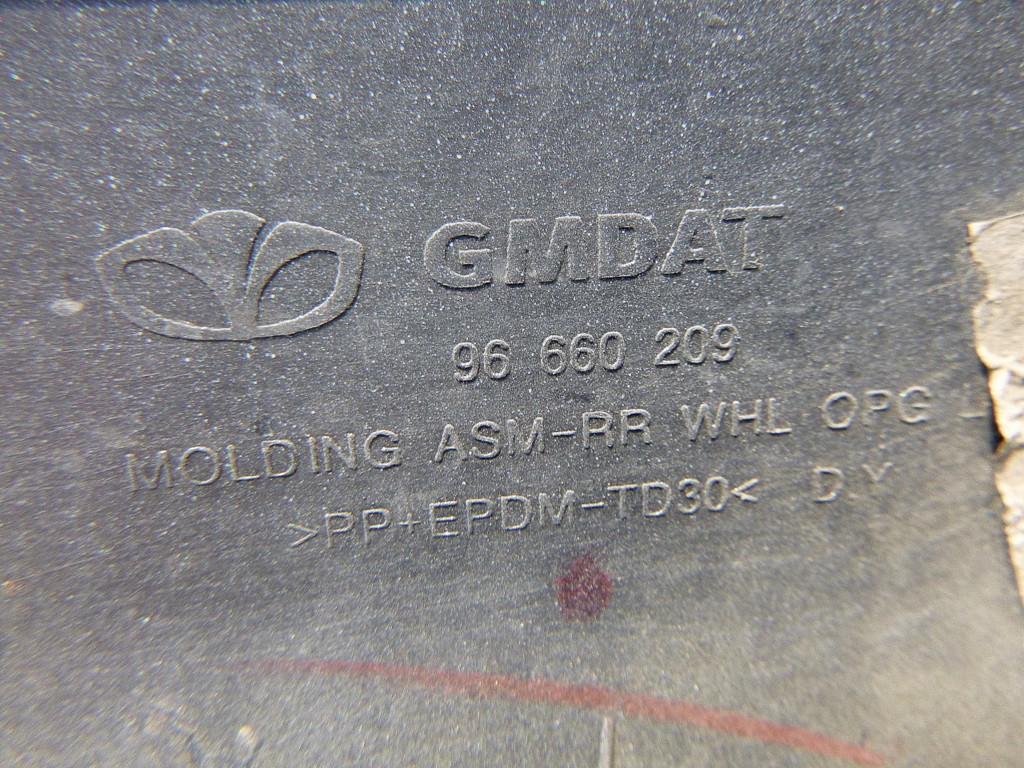 GMDAT
96 660 209
MOLDING ASM-RR WHL OPG -
>PP+EPDM-TD30< D.Y